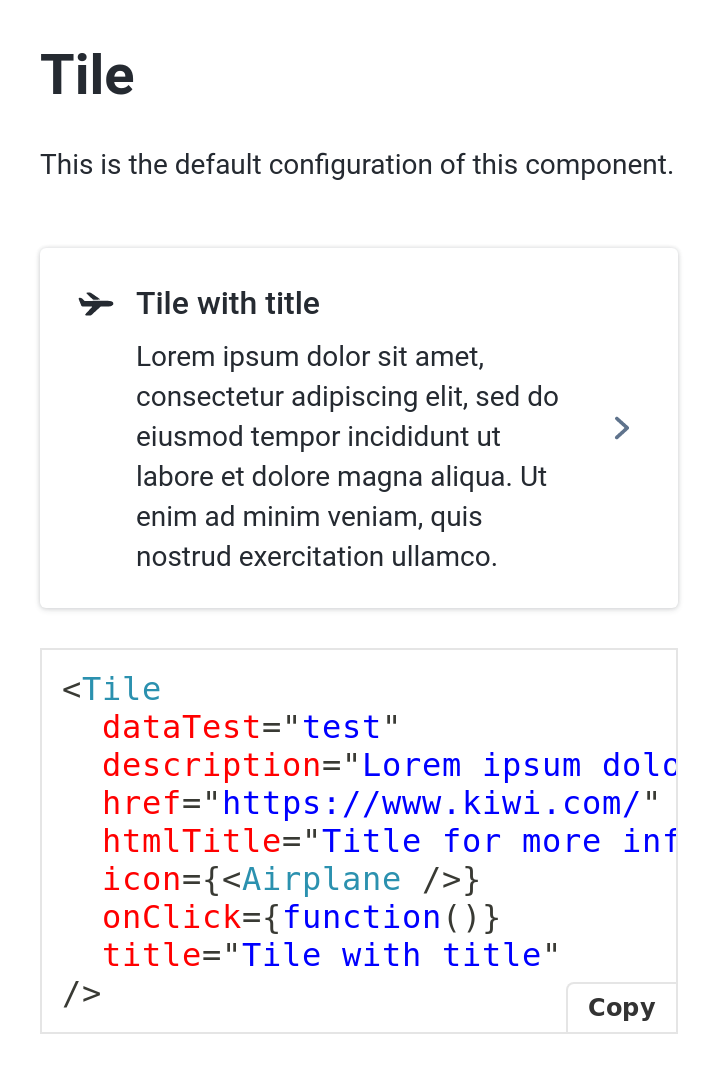 Tile
This is the default configuration of this component.
Tile with title
Lorem ipsum dolor sit amet,
consectetur adipiscing elit, sed do
eiusmod tempor incididunt ut
labore et dolore magna aliqua. Ut
enim ad minim veniam, quis
nostrud exercitation ullamco.
<Tile
  dataTest="test"
  description="Lorem ipsum dolo
  href="https://www.kiwi.com/"
  htmlTitle="Title for more inf
  icon={<Airplane />}
  onClick={function()}
  title="Tile with title"
/>
Copy